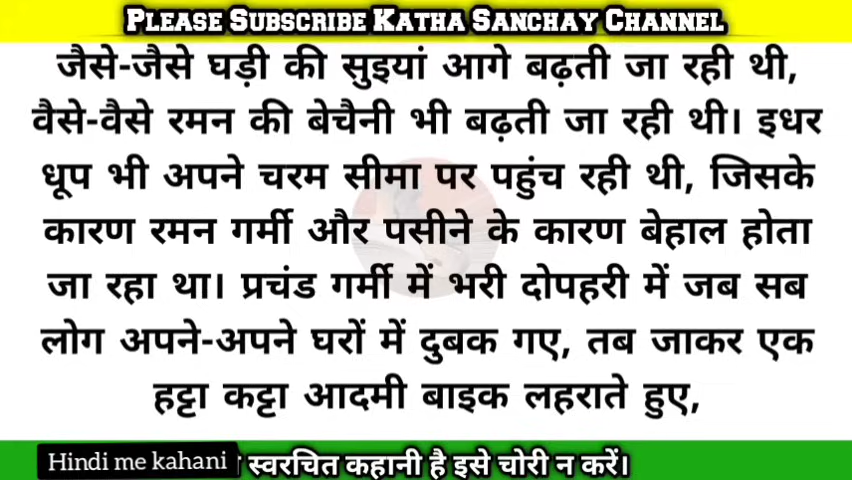 PLEASE SUBSCRIBE KATHA SANCHAY CHANNEL
जैसे-जैसे घड़ी की सुइयां आगे बढ़ती जा रही थी,
वैसे-वैसे रमन की बेचैनी भी बढ़ती जा रही थी। इधर
धूप भी अपने चरम सीमा पर पहुंच रही थी, जिसके
कारण रमन गर्मी और पसीने के कारण बेहाल होता
जा रहा था। प्रचंड गर्मी में भरी दोपहरी में जब सब
लोग अपने-अपने घरों में दुबक गए, तब जाकर एक
हट्टा कट्टा आदमी बाइक लहराते हुए,
Hindi me kahani स्वरचित कहानी है इसे चोरी न करें।